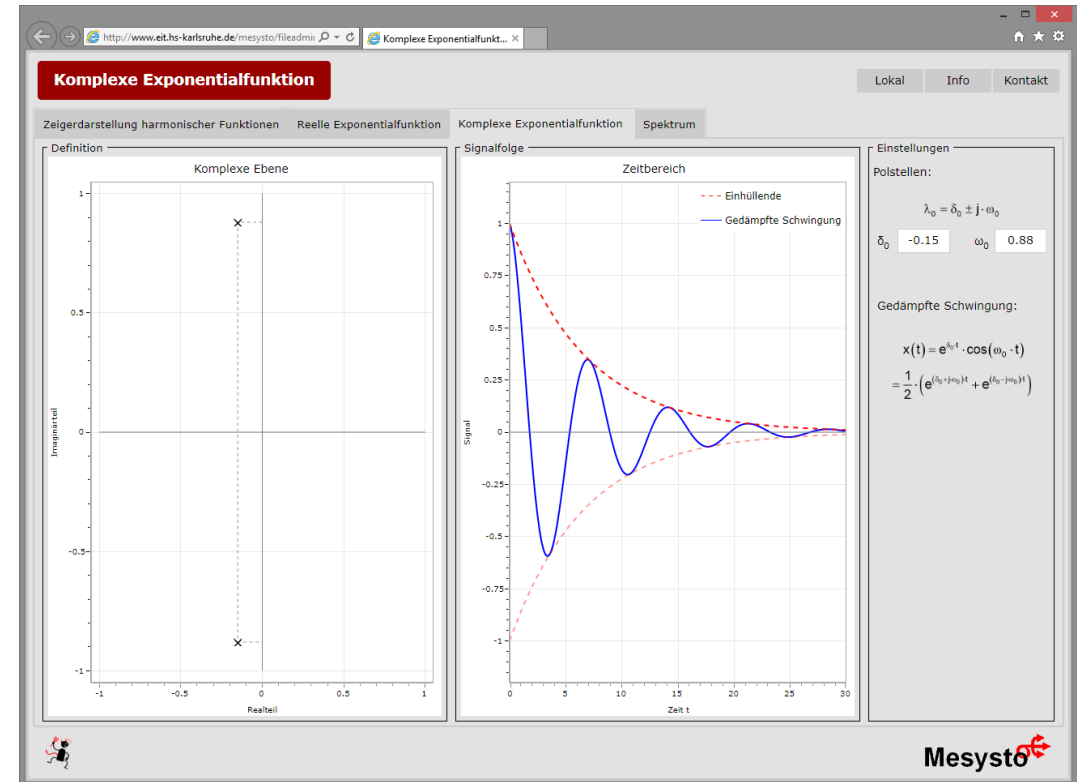 http://www.eit.hs-karlsruhe.de/mesysto/fileadmi
Komplexe Exponentialfunkt...
Komplexe Exponentialfunktion
Lokal Info Kontakt
Zeigerdarstellung harmonischer Funktionen Reelle Exponentialfunktion Komplexe Exponentialfunktion Spektrum
Definition
Komplexe Ebene
1
0.5
0
-0.5
-1
Imaginärteil
-1 -0.5 0 0.5 1
Realteil
Signalfolge
Zeitbereich
Einhüllende
Gedämpfte Schwingung
1
0.75
0.5
0.25
0
-0.25
-0.5
-0.75
-1
Signal
0 5 10 15 20 25 30
Zeit t
Einstellungen
Polstellen:
λ₀ = δ₀ ± j·ω₀
δ₀ -0.15 ω₀ 0.88
Gedämpfte Schwingung:
x(t) = e^(δ₀·t) · cos(ω₀ · t)
= 1/2 · (e^((δ₀+jω₀)·t) + e^((δ₀-jω₀)·t))
Mesysto